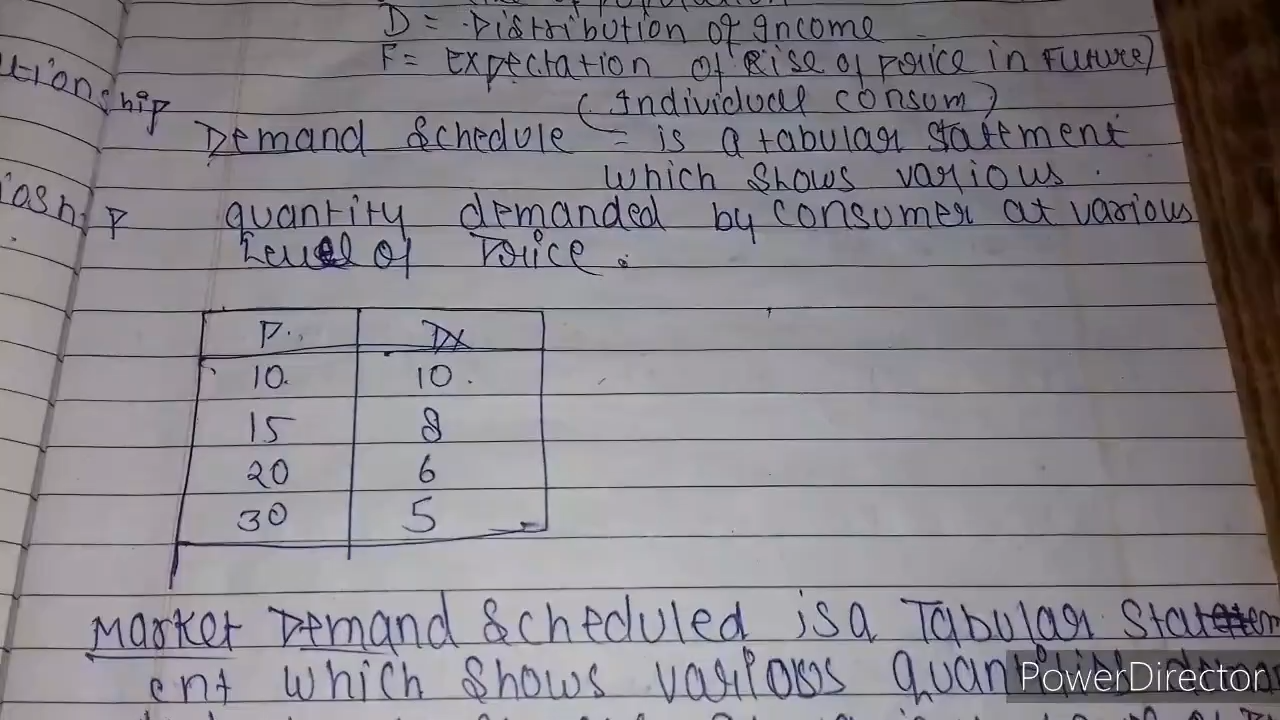 D = Distribution of Income
F = Expectation of Rise of Price in Future)
tionship
(Individual consum)
Demand Schedule = is a tabular statement
which shows various
iash.p
quantity demanded by consumer at various
Level of Price.
P. Dx
10. 10.
15 8
20 6
30 5
Market Demand Scheduled is a Tabular Statem
ent which shows various
PowerDirector